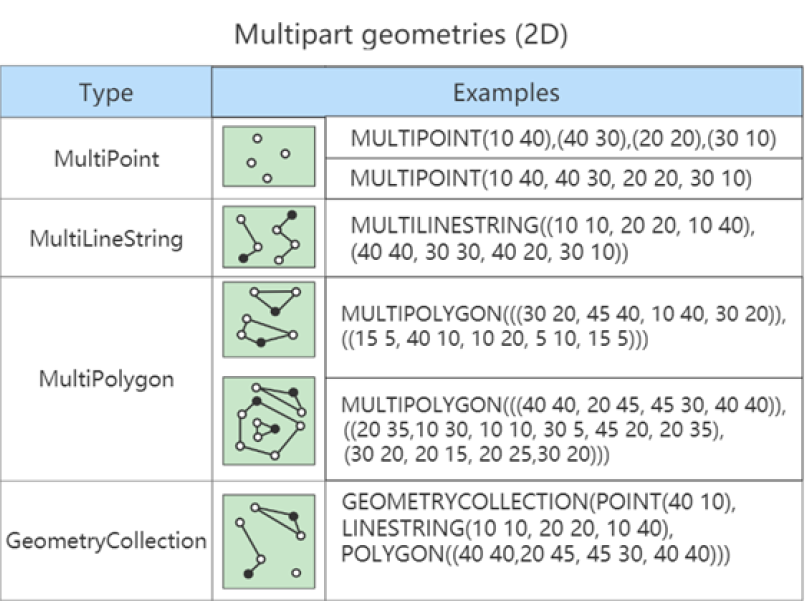 Multipart geometries (2D)
Type
Examples
MultiPoint
MULTIPOINT(10 40),(40 30),(20 20),(30 10)
MULTIPOINT(10 40, 40 30, 20 20, 30 10)
MultiLineString
MULTILINESTRING((10 10, 20 20, 10 40),
(40 40, 30 30, 40 20, 30 10))
MultiPolygon
MULTIPOLYGON(((30 20, 45 40, 10 40, 30 20)),
((15 5, 40 10, 10 20, 5 10, 15 5)))
MULTIPOLYGON(((40 40, 20 45, 45 30, 40 40)),
((20 35,10 30, 10 10, 30 5, 45 20, 20 35),
(30 20, 20 15, 20 25,30 20)))
GeometryCollection
GEOMETRYCOLLECTION(POINT(40 10),
LINESTRING(10 10, 20 20, 10 40),
POLYGON((40 40,20 45, 45 30, 40 40)))